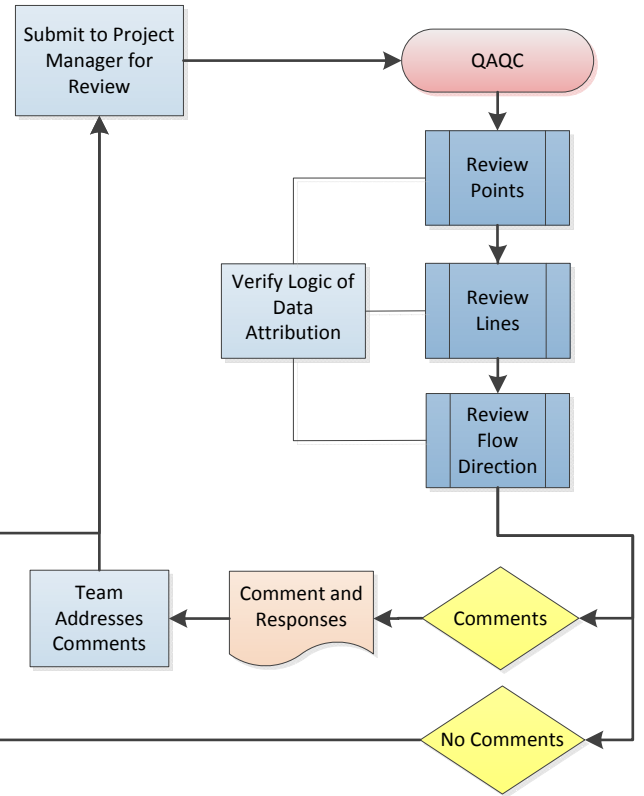 Submit to Project
Manager for
Review
QAQC
Review
Points
Verify Logic of
Data
Attribution
Review
Lines
Review
Flow
Direction
Team
Addresses
Comments
Comment and
Responses
Comments
No Comments